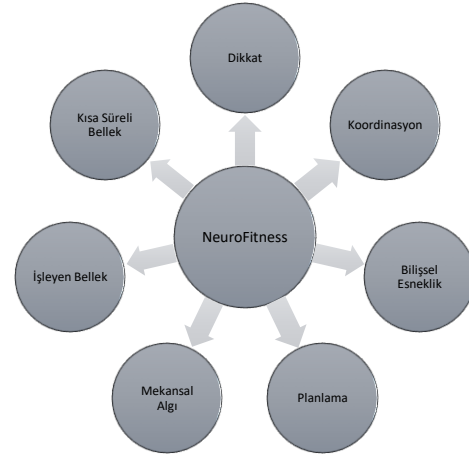 Dikkat
Koordinasyon
Bilişsel
Esneklik
Planlama
Mekansal
Algı
İşleyen Bellek
Kısa Süreli
Bellek
NeuroFitness